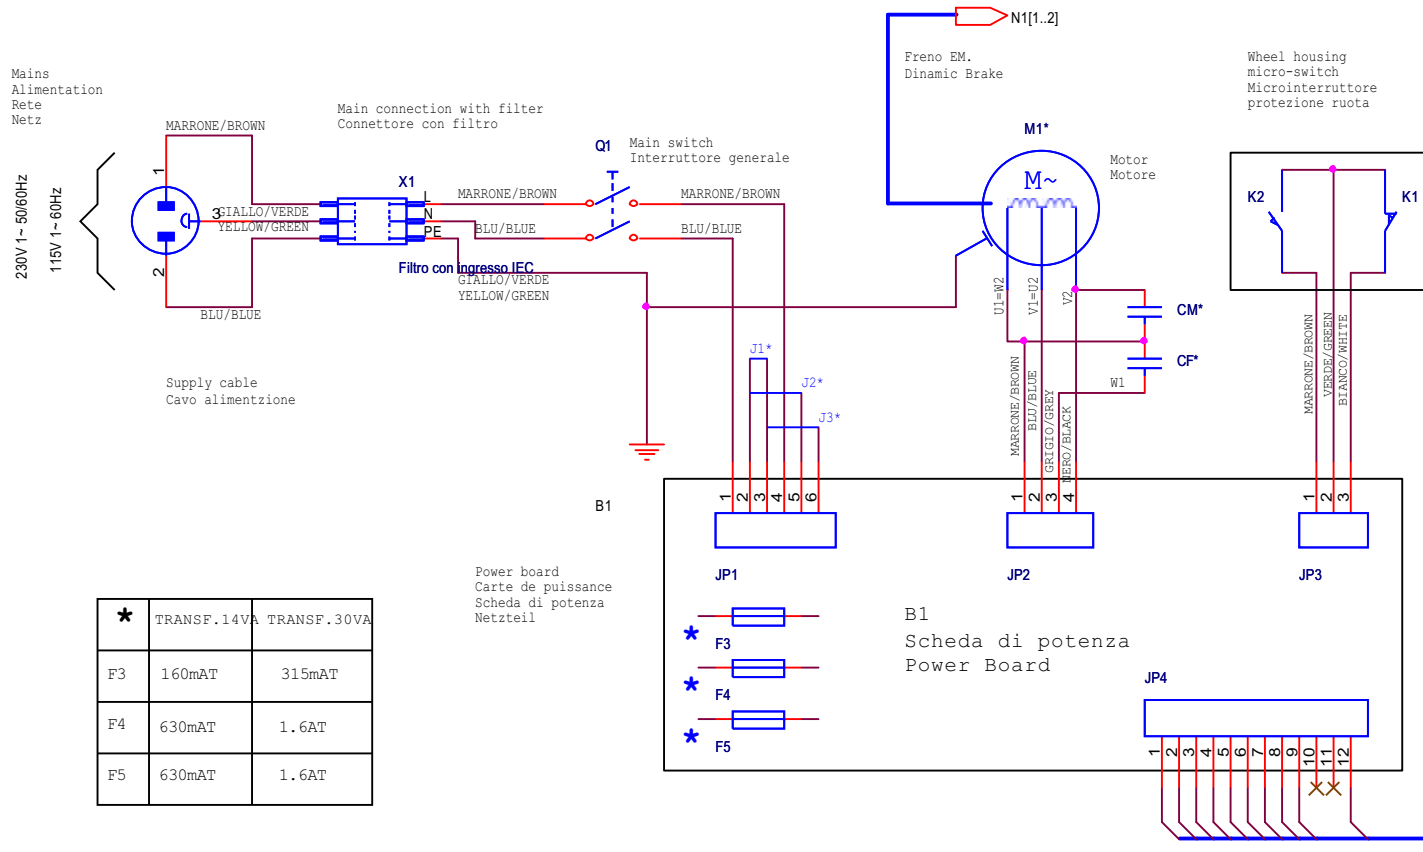 N1[1..2]
Freno EM.
Dinamic Brake
Wheel housing
micro-switch
Microinterruttore
protezione ruota
Mains
Alimentation
Rete
Netz
230V 1~ 50/60Hz
115V 1~ 60Hz
MARRONE/BROWN
1
3
GIALLO/VERDE
YELLOW/GREEN
2
BLU/BLUE
Supply cable
Cavo alimentzione
Main connection with filter
Connettore con filtro
X1
L
N
PE
Filtro con ingresso IEC
MARRONE/BROWN
BLU/BLUE
GIALLO/VERDE
YELLOW/GREEN
Q1
Main switch
Interruttore generale
MARRONE/BROWN
BLU/BLUE
M1*
M~
Motor
Motore
U1=W2
V1=U2
V2
CM*
CF*
W1
MARRONE/BROWN
BLU/BLUE
GRIGIO/GREY
NERO/BLACK
K2
K1
MARRONE/BROWN
VERDE/GREEN
BIANCO/WHITE
J1*
J2*
J3*
B1
1 2 3 4 5 6
JP1
1 2 3 4
JP2
1 2 3
JP3
Power board
Carte de puissance
Scheda di potenza
Netzteil
* F3
* F4
* F5
B1
Scheda di potenza
Power Board
JP4
1 2 3 4 5 6 7 8 9 10 11 12
* TRANSF.14VA TRANSF.30VA
F3 160mAT 315mAT
F4 630mAT 1.6AT
F5 630mAT 1.6AT